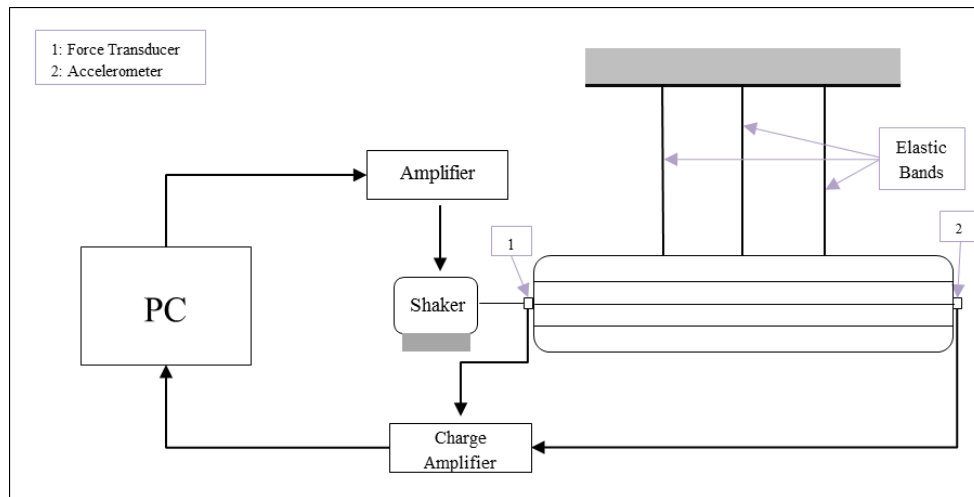 1: Force Transducer
2: Accelerometer
Elastic
Bands
Amplifier
1
2
PC
Shaker
Charge
Amplifier